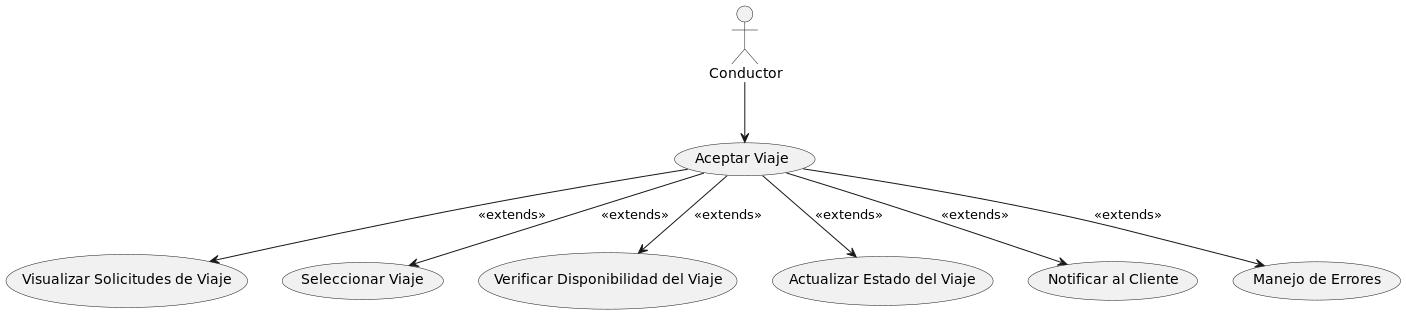 Conductor
Aceptar Viaje
«extends»
«extends»
«extends»
«extends»
«extends»
«extends»
Visualizar Solicitudes de Viaje
Seleccionar Viaje
Verificar Disponibilidad del Viaje
Actualizar Estado del Viaje
Notificar al Cliente
Manejo de Errores